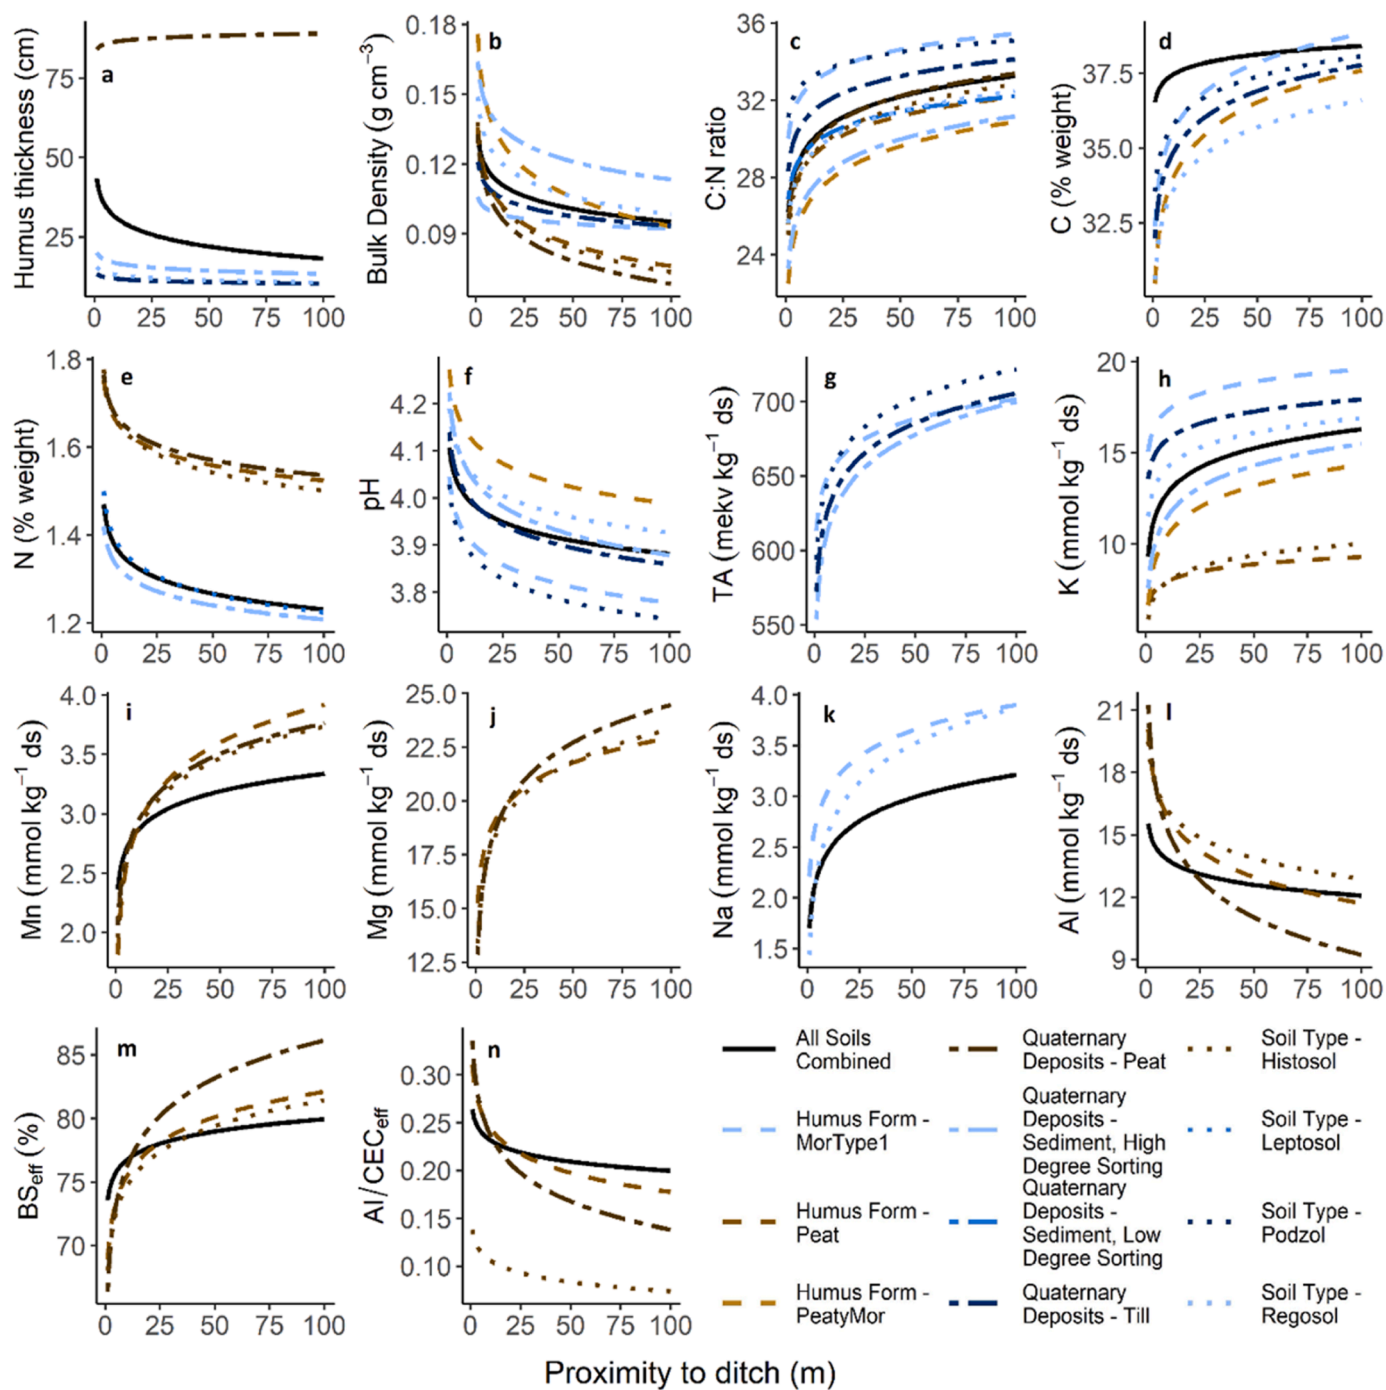 a
Humus thickness (cm)
75
50
25
0 25 50 75 100
b
Bulk Density (g cm⁻³)
0.18
0.15
0.12
0.09
0 25 50 75 100
c
C:N ratio
36
32
28
24
0 25 50 75 100
d
C (% weight)
37.5
35.0
32.5
0 25 50 75 100
e
N (% weight)
1.8
1.6
1.4
1.2
0 25 50 75 100
f
pH
4.2
4.1
4.0
3.9
3.8
0 25 50 75 100
g
TA (mekv kg⁻¹ ds)
700
650
600
550
0 25 50 75 100
h
K (mmol kg⁻¹ ds)
20
18
16
14
10
0 25 50 75 100
i
Mn (mmol kg⁻¹ ds)
4.0
3.5
3.0
2.5
2.0
0 25 50 75 100
j
Mg (mmol kg⁻¹ ds)
25.0
22.5
20.0
17.5
15.0
12.5
0 25 50 75 100
k
Na (mmol kg⁻¹ ds)
4.0
3.5
3.0
2.5
2.0
1.5
0 25 50 75 100
l
Al (mmol kg⁻¹ ds)
21
18
15
12
9
0 25 50 75 100
m
BSeff (%)
85
80
75
70
0 25 50 75 100
n
Al/CECeff
0.30
0.25
0.20
0.15
0.10
0 25 50 75 100
All Soils
Combined
Humus Form -
MorType1
Humus Form -
Peat
Humus Form -
PeatyMor
Quaternary
Deposits - Peat
Quaternary
Deposits -
Sediment, High
Degree Sorting
Quaternary
Deposits -
Sediment, Low
Degree Sorting
Quaternary
Deposits - Till
Soil Type -
Histosol
Soil Type -
Leptosol
Soil Type -
Podzol
Soil Type -
Regosol
Proximity to ditch (m)